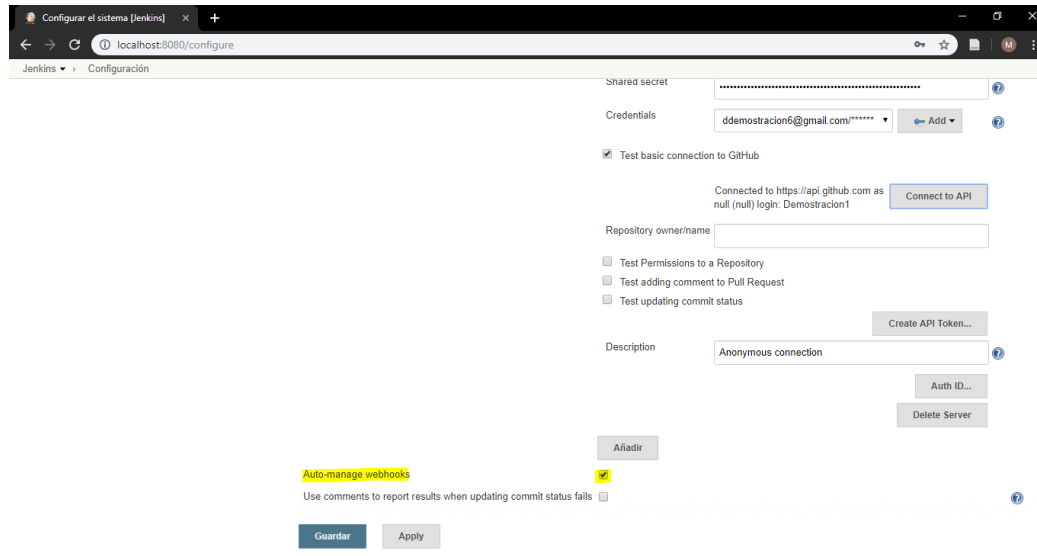 Configurar el sistema [Jenkins]
localhost:8080/configure
M
Jenkins
Configuración
Shared secret
Credentials
ddemostracion6@gmail.com/******
Add
Test basic connection to GitHub
Connected to https://api.github.com as
null (null) login: Demostracion1
Connect to API
Repository owner/name
Test Permissions to a Repository
Test adding comment to Pull Request
Test updating commit status
Create API Token...
Description
Anonymous connection
Auth ID...
Delete Server
Añadir
Auto-manage webhooks
Use comments to report results when updating commit status fails
Guardar
Apply